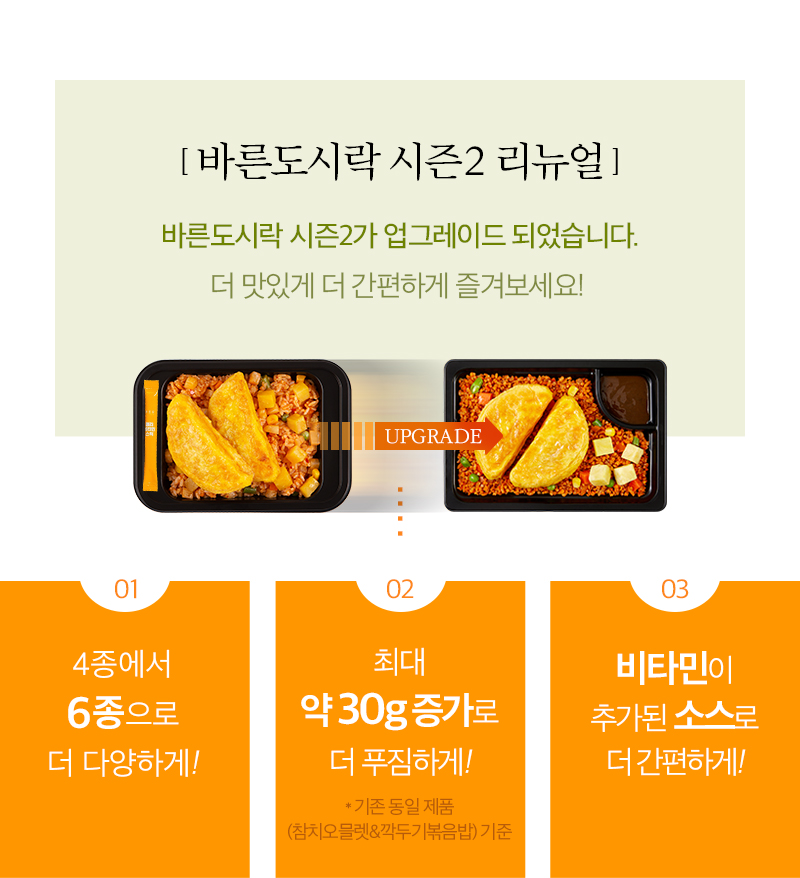 [ 바른도시락 시즌2 리뉴얼 ]
바른도시락 시즌2가 업그레이드 되었습니다.
더 맛있게 더 간편하게 즐겨보세요!
UPGRADE
01
4종에서
6종으로
더 다양하게!
02
최대
약 30g 증가로
더 푸짐하게!
* 기존 동일 제품
(참치오믈렛&깍두기볶음밥) 기준
03
비타민이
추가된 소스로
더 간편하게!